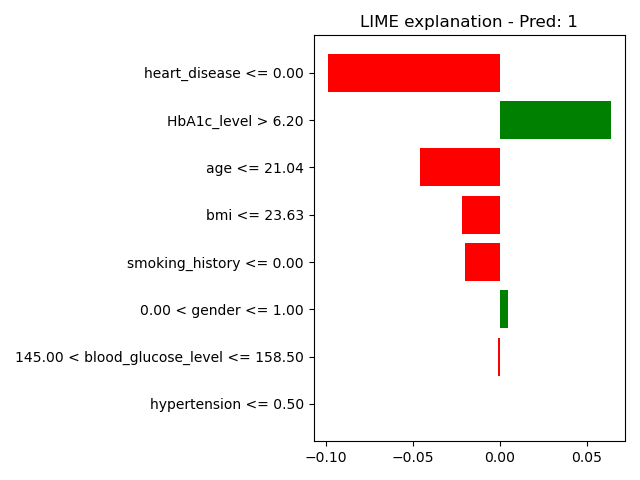 LIME explanation - Pred: 1
heart_disease <= 0.00
HbA1c_level > 6.20
age <= 21.04
bmi <= 23.63
smoking_history <= 0.00
0.00 < gender <= 1.00
145.00 < blood_glucose_level <= 158.50
hypertension <= 0.50
−0.10 −0.05 0.00 0.05